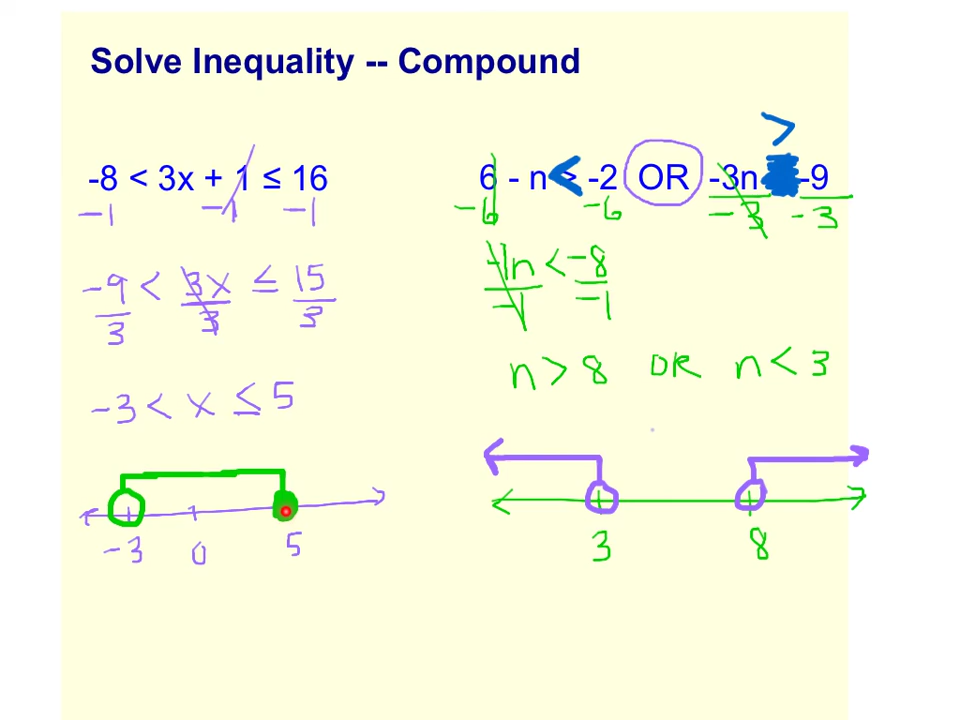 Solve Inequality -- Compound
-8 < 3x + 1 ≤ 16
-1 -1 -1
-9 < 3x ≤ 15
3 3 3
-3 < x ≤ 5
-3 0 5
>
6 - n < -2 OR -3n -9
-6 -6 -3 -3
-1n < -8
-1 -1
n > 8 OR n < 3
3 8